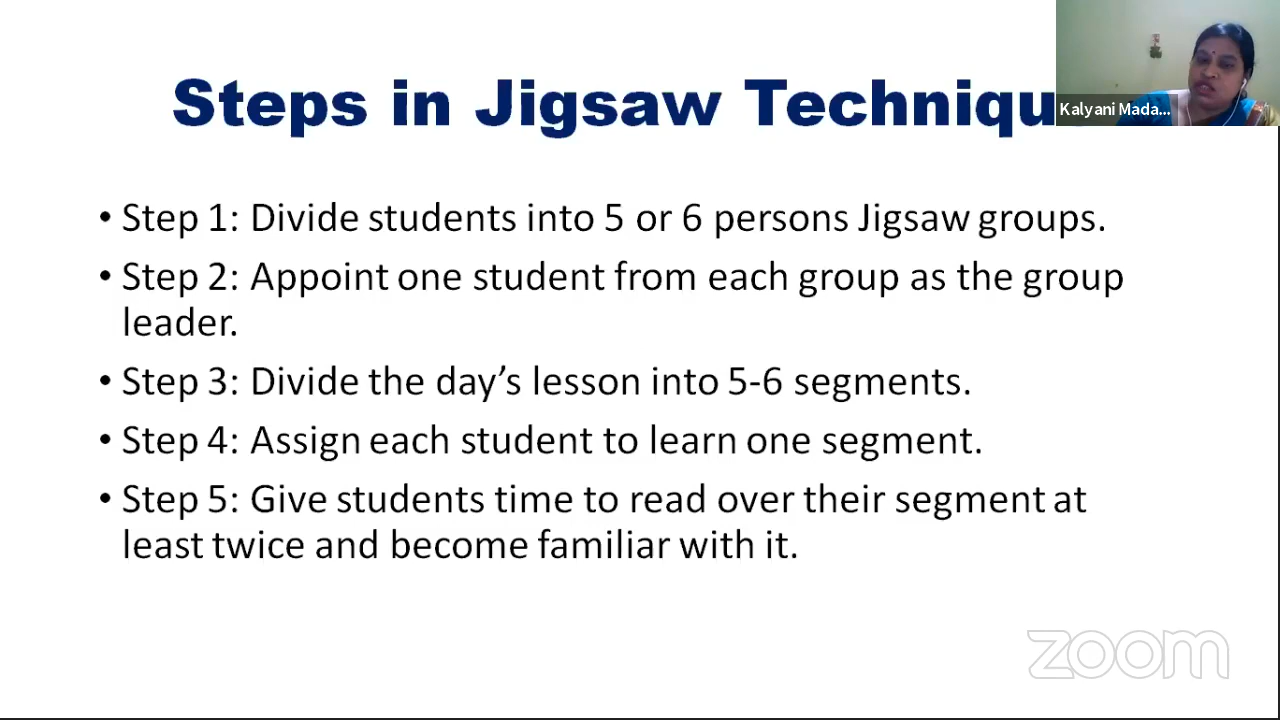 Steps in Jigsaw Techniqu
Kalyani Mada...
• Step 1: Divide students into 5 or 6 persons Jigsaw groups.
• Step 2: Appoint one student from each group as the group
leader.
• Step 3: Divide the day’s lesson into 5-6 segments.
• Step 4: Assign each student to learn one segment.
• Step 5: Give students time to read over their segment at
least twice and become familiar with it.
zoom